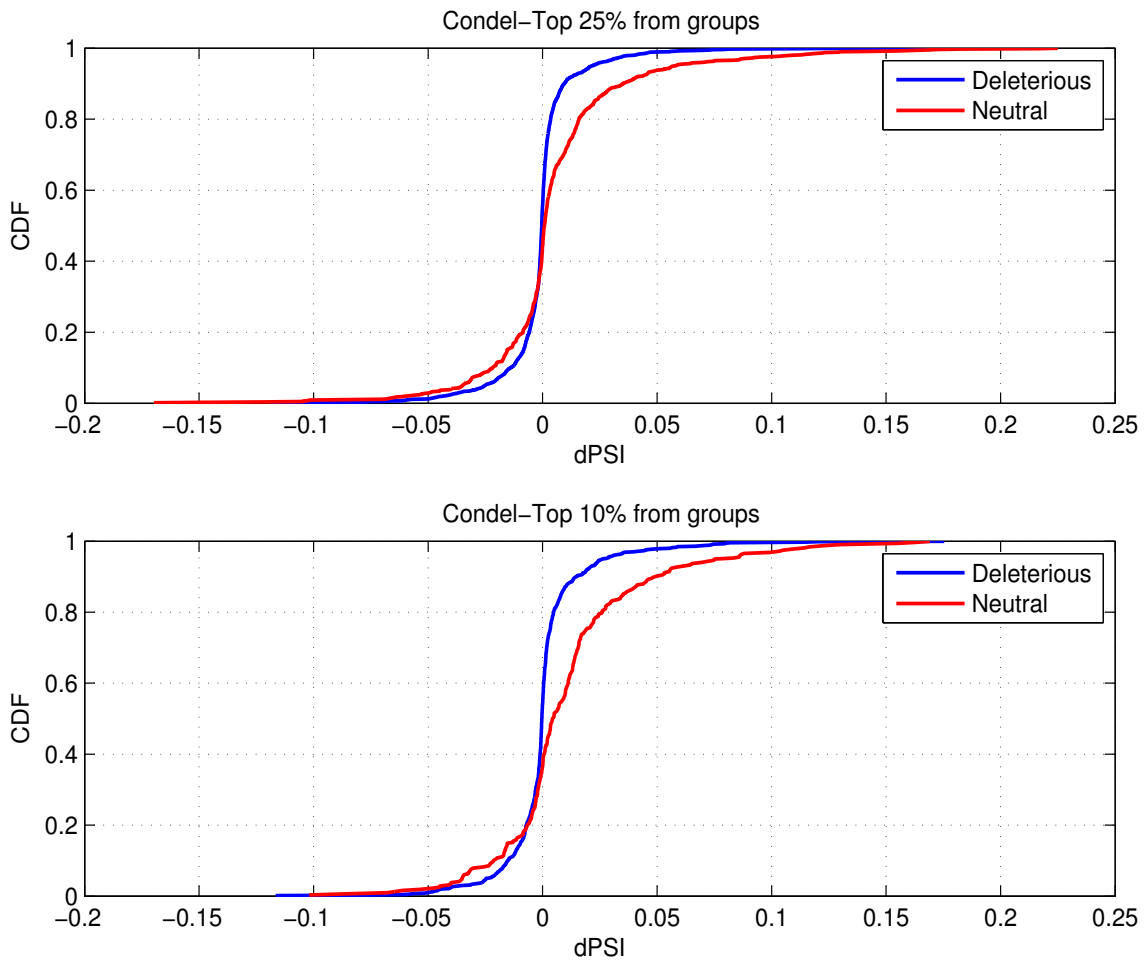 Condel−Top 25% from groups
1
0.8
0.6
0.4
0.2
0
CDF
Deleterious
Neutral
−0.2 −0.15 −0.1 −0.05 0 0.05 0.1 0.15 0.2 0.25
dPSI
Condel−Top 10% from groups
1
0.8
0.6
0.4
0.2
0
CDF
Deleterious
Neutral
−0.2 −0.15 −0.1 −0.05 0 0.05 0.1 0.15 0.2 0.25
dPSI